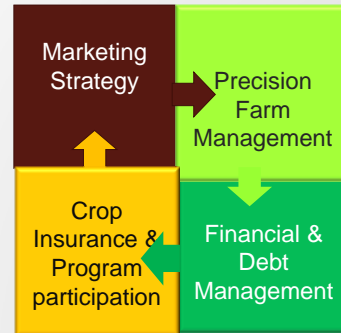 Marketing
Strategy
Precision
Farm
Management
Crop
Insurance &
Program
participation
Financial &
Debt
Management